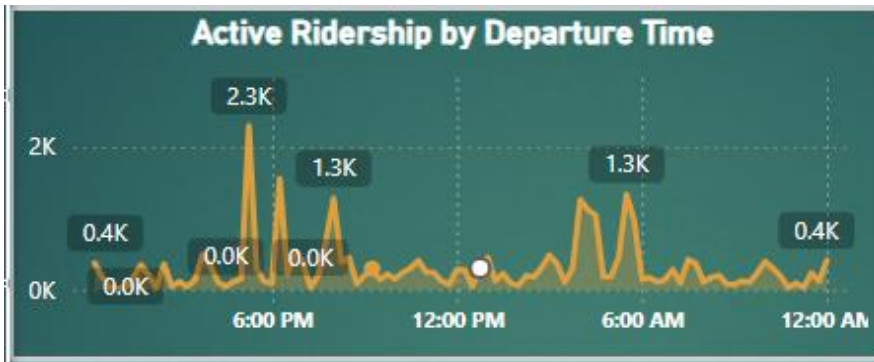 Active Ridership by Departure Time
2.3K
2K
1.3K
1.3K
0.4K
0.4K
0.0K
0.0K
0K
0.0K
6:00 PM
12:00 PM
6:00 AM
12:00 AM